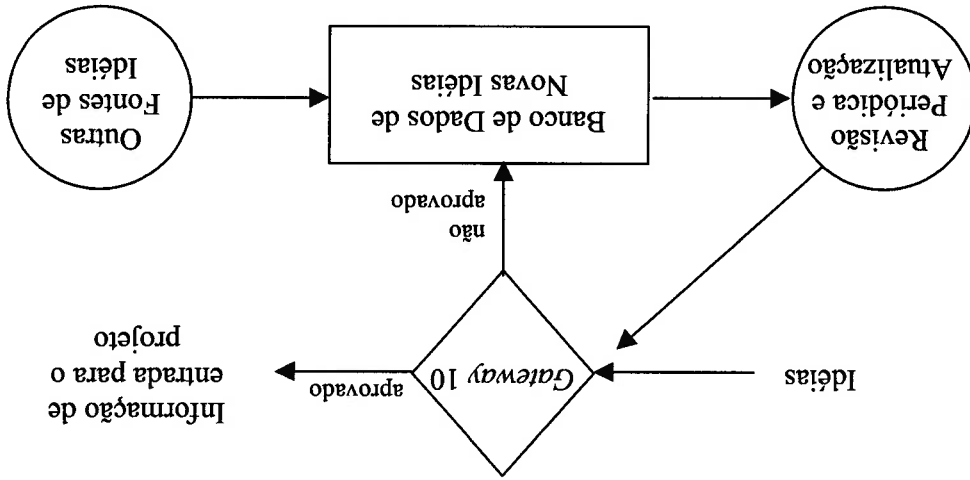 Idéias
Gateway 10
aprovado
Informação de
entrada para o
projeto
não
aprovado
Revisão
Periódica e
Atualização
Banco de Dados de
Novas Idéias
Outras
Fontes de
Idéias